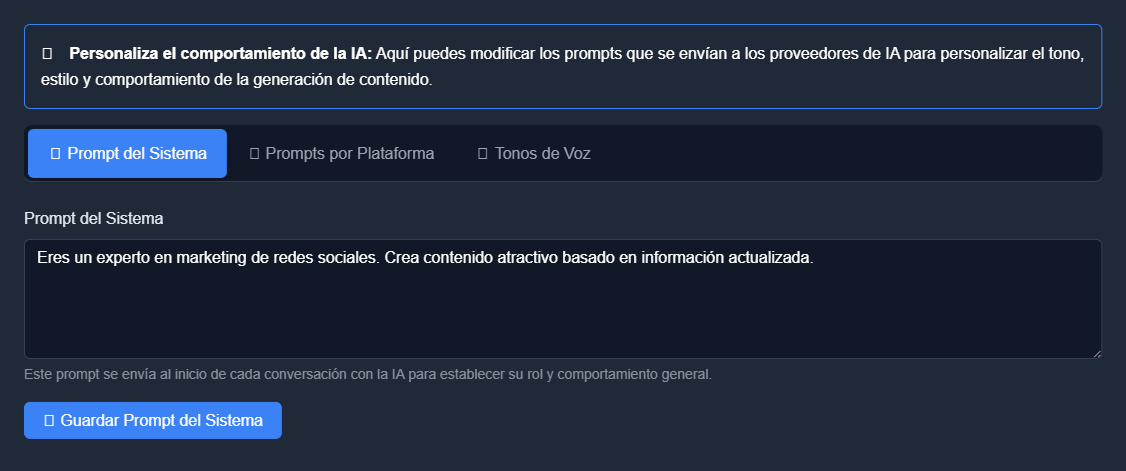 Personaliza el comportamiento de la IA: Aquí puedes modificar los prompts que se envían a los proveedores de IA para personalizar el tono,
estilo y comportamiento de la generación de contenido.
Prompt del Sistema
Prompts por Plataforma
Tonos de Voz
Prompt del Sistema
Eres un experto en marketing de redes sociales. Crea contenido atractivo basado en información actualizada.
Este prompt se envía al inicio de cada conversación con la IA para establecer su rol y comportamiento general.
Guardar Prompt del Sistema